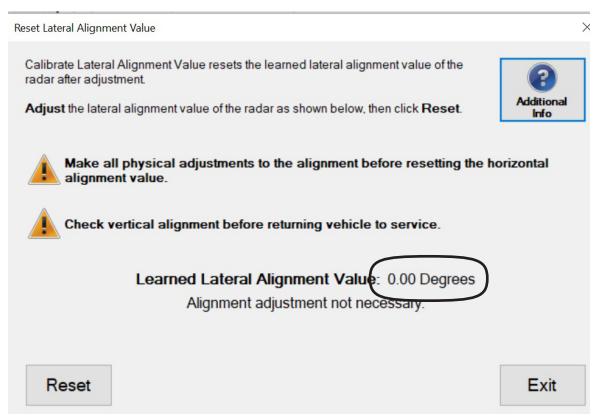 Reset Lateral Alignment Value
Calibrate Lateral Alignment Value resets the learned lateral alignment value of the
radar after adjustment.
Adjust the lateral alignment value of the radar as shown below, then click Reset.
Additional
Info
Make all physical adjustments to the alignment before resetting the horizontal
alignment value.
Check vertical alignment before returning vehicle to service.
Learned Lateral Alignment Value: 0.00 Degrees
Alignment adjustment not necessary.
Reset
Exit